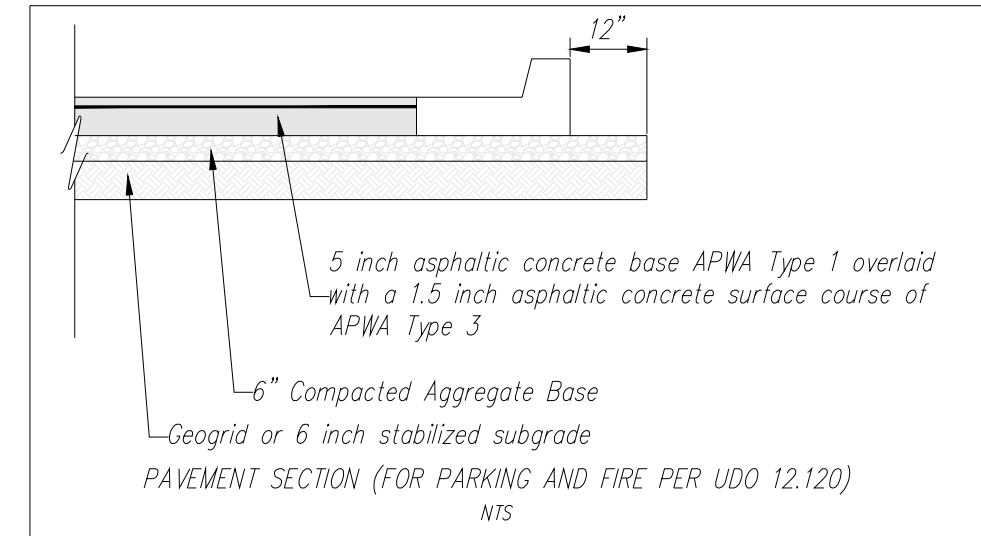 12”
5 inch asphaltic concrete base APWA Type 1 overlaid
with a 1.5 inch asphaltic concrete surface course of
APWA Type 3
6” Compacted Aggregate Base
Geogrid or 6 inch stabilized subgrade
PAVEMENT SECTION (FOR PARKING AND FIRE PER UDO 12.120)
NTS